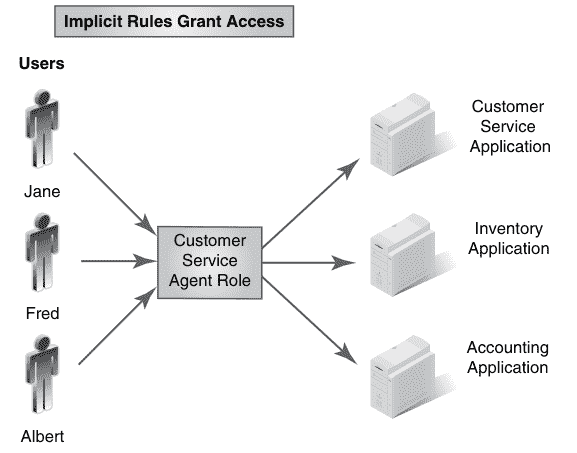 Implicit Rules Grant Access
Users
Jane
Fred
Albert
Customer
Service
Agent Role
Customer
Service
Application
Inventory
Application
Accounting
Application